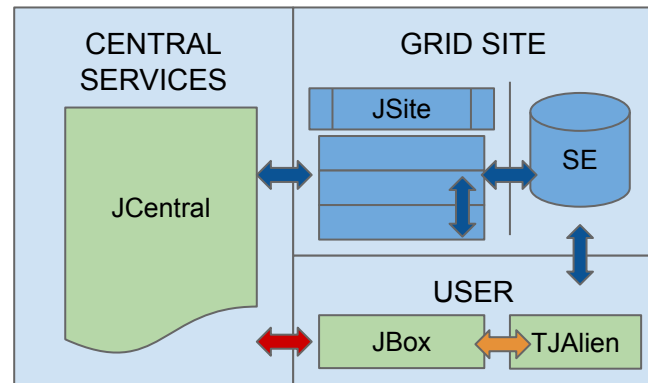 CENTRAL
SERVICES
JCentral
GRID SITE
JSite
SE
USER
JBox
TJAlien